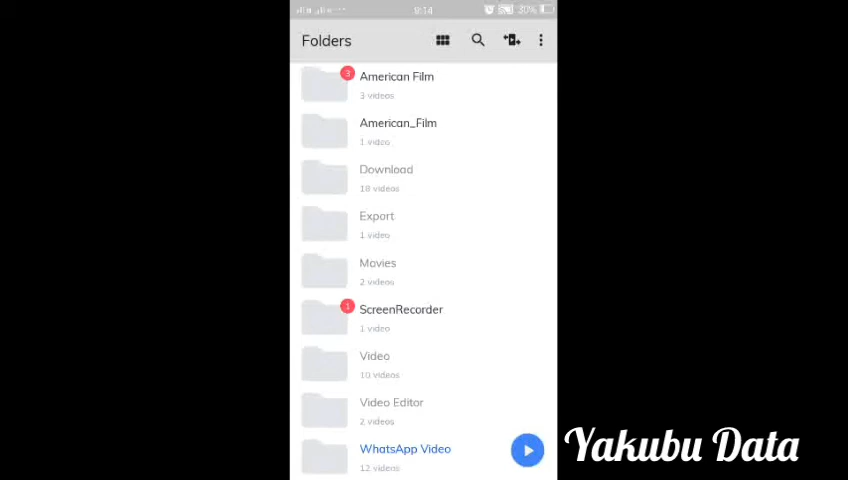 9:14
30%
Folders
3
American Film
3 videos
American_Film
1 video
Download
18 videos
Export
1 video
Movies
2 videos
1
ScreenRecorder
1 video
Video
10 videos
Video Editor
2 videos
WhatsApp Video
12 videos
Yakubu Data